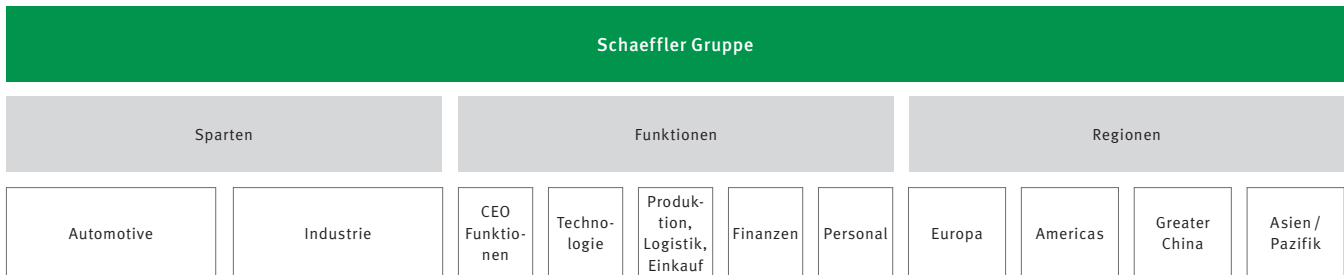 Schaeffler Gruppe
Sparten
Funktionen
Regionen
Automotive
Industrie
CEO
Funktio-
nen
Techno-
logie
Produk-
tion,
Logistik,
Einkauf
Finanzen
Personal
Europa
Americas
Greater
China
Asien /
Pazifik